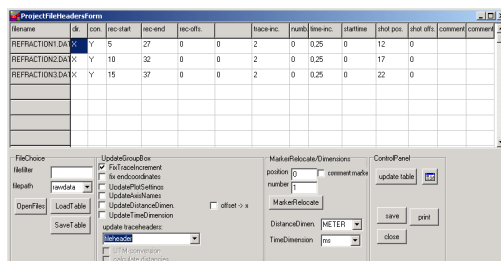 ProjectFileHeadersForm
filename dir. con. rec-start rec-end rec-offs. trace-inc. numb. time-inc. starttime shot pos. shot offs. comment comment
REFRACTION1.DAT X Y 5 27 0 0 2 0 0,25 0 12 0
REFRACTION2.DAT X Y 10 32 0 0 2 0 0,25 0 17 0
REFRACTION3.DAT X Y 15 37 0 0 2 0 0,25 0 22 0
FileChoice
filefilter
filepath rawdata
OpenFiles LoadTable
SaveTable
UpdateGroupBox
FixTraceIncrement
fix endcoordinates
UpdatePlotSettings
UpdateAxisNames
UpdateDistanceDimen. offset -> x
UpdateTimeDimension
update traceheaders:
fileheader
UTM conversion
calculate distances
MarkerRelocate/Dimensions
position 0 comment marks
number 1
MarkerRelocate
DistanceDimen. METER
TimeDimension ms
ControlPanel
update table
save print
close